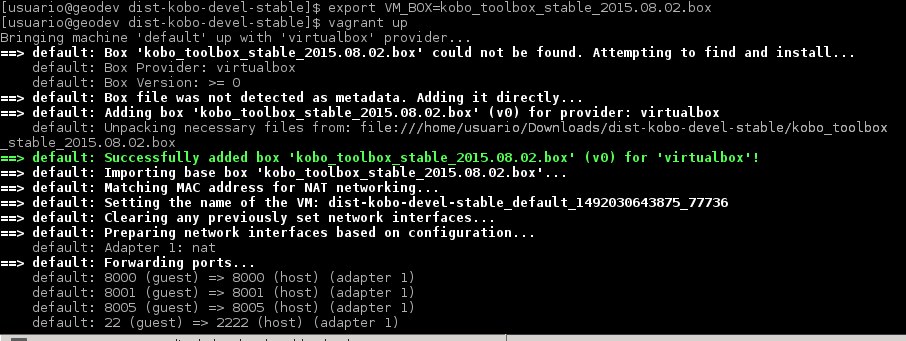 [usuario@geodev dist-kobo-devel-stable]$ export VM_BOX=kobo_toolbox_stable_2015.08.02.box
[usuario@geodev dist-kobo-devel-stable]$ vagrant up
Bringing machine 'default' up with 'virtualbox' provider...
==> default: Box 'kobo_toolbox_stable_2015.08.02.box' could not be found. Attempting to find and install...
    default: Box Provider: virtualbox
    default: Box Version: >= 0
==> default: Box file was not detected as metadata. Adding it directly...
==> default: Adding box 'kobo_toolbox_stable_2015.08.02.box' (v0) for provider: virtualbox
    default: Unpacking necessary files from: file:///home/usuario/Downloads/dist-kobo-devel-stable/kobo_toolbox
_stable_2015.08.02.box
==> default: Successfully added box 'kobo_toolbox_stable_2015.08.02.box' (v0) for 'virtualbox'!
==> default: Importing base box 'kobo_toolbox_stable_2015.08.02.box'...
==> default: Matching MAC address for NAT networking...
==> default: Setting the name of the VM: dist-kobo-devel-stable_default_1492030643875_77736
==> default: Clearing any previously set network interfaces...
==> default: Preparing network interfaces based on configuration...
    default: Adapter 1: nat
==> default: Forwarding ports...
    default: 8000 (guest) => 8000 (host) (adapter 1)
    default: 8001 (guest) => 8001 (host) (adapter 1)
    default: 8005 (guest) => 8005 (host) (adapter 1)
    default: 22 (guest) => 2222 (host) (adapter 1)